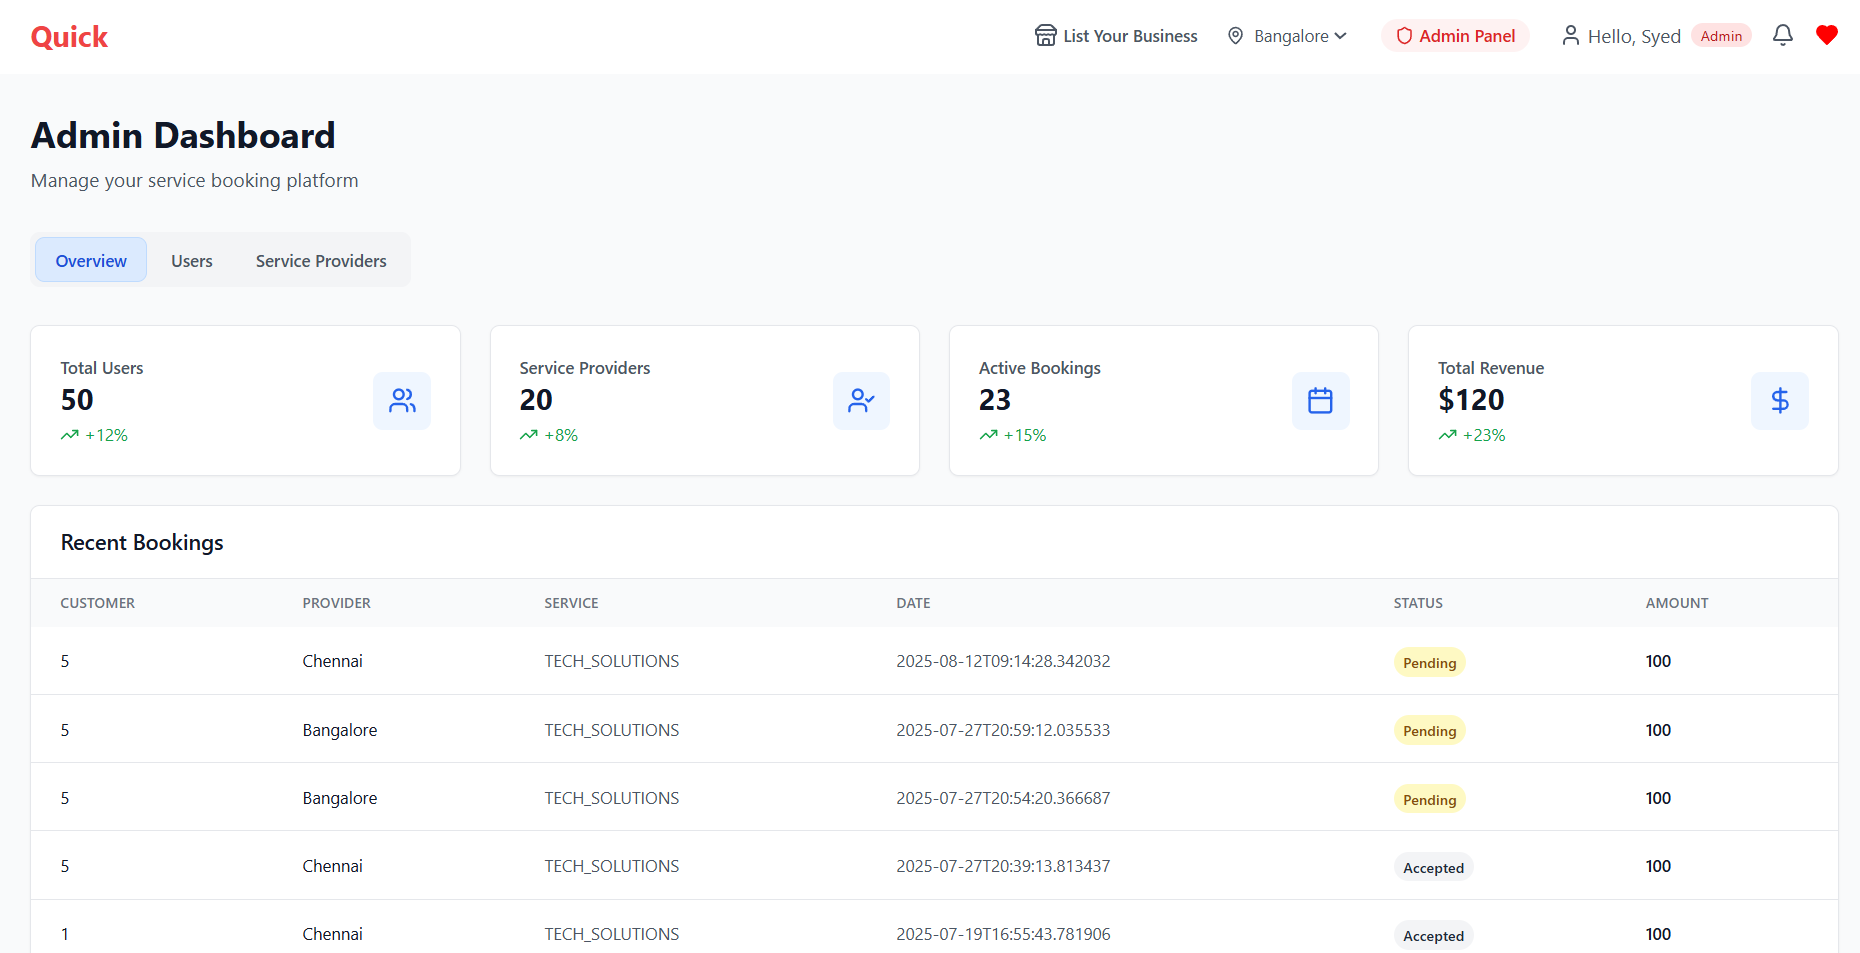 Quick
List Your Business
Bangalore
Admin Panel
Hello, Syed
Admin
Admin Dashboard
Manage your service booking platform
Overview
Users
Service Providers
Total Users
50
+12%
Service Providers
20
+8%
Active Bookings
23
+15%
Total Revenue
$120
+23%
Recent Bookings
CUSTOMER PROVIDER SERVICE DATE STATUS AMOUNT
5 Chennai TECH_SOLUTIONS 2025-08-12T09:14:28.342032 Pending 100
5 Bangalore TECH_SOLUTIONS 2025-07-27T20:59:12.035533 Pending 100
5 Bangalore TECH_SOLUTIONS 2025-07-27T20:54:20.366687 Pending 100
5 Chennai TECH_SOLUTIONS 2025-07-27T20:39:13.813437 Accepted 100
1 Chennai TECH_SOLUTIONS 2025-07-19T16:55:43.781906 Accepted 100